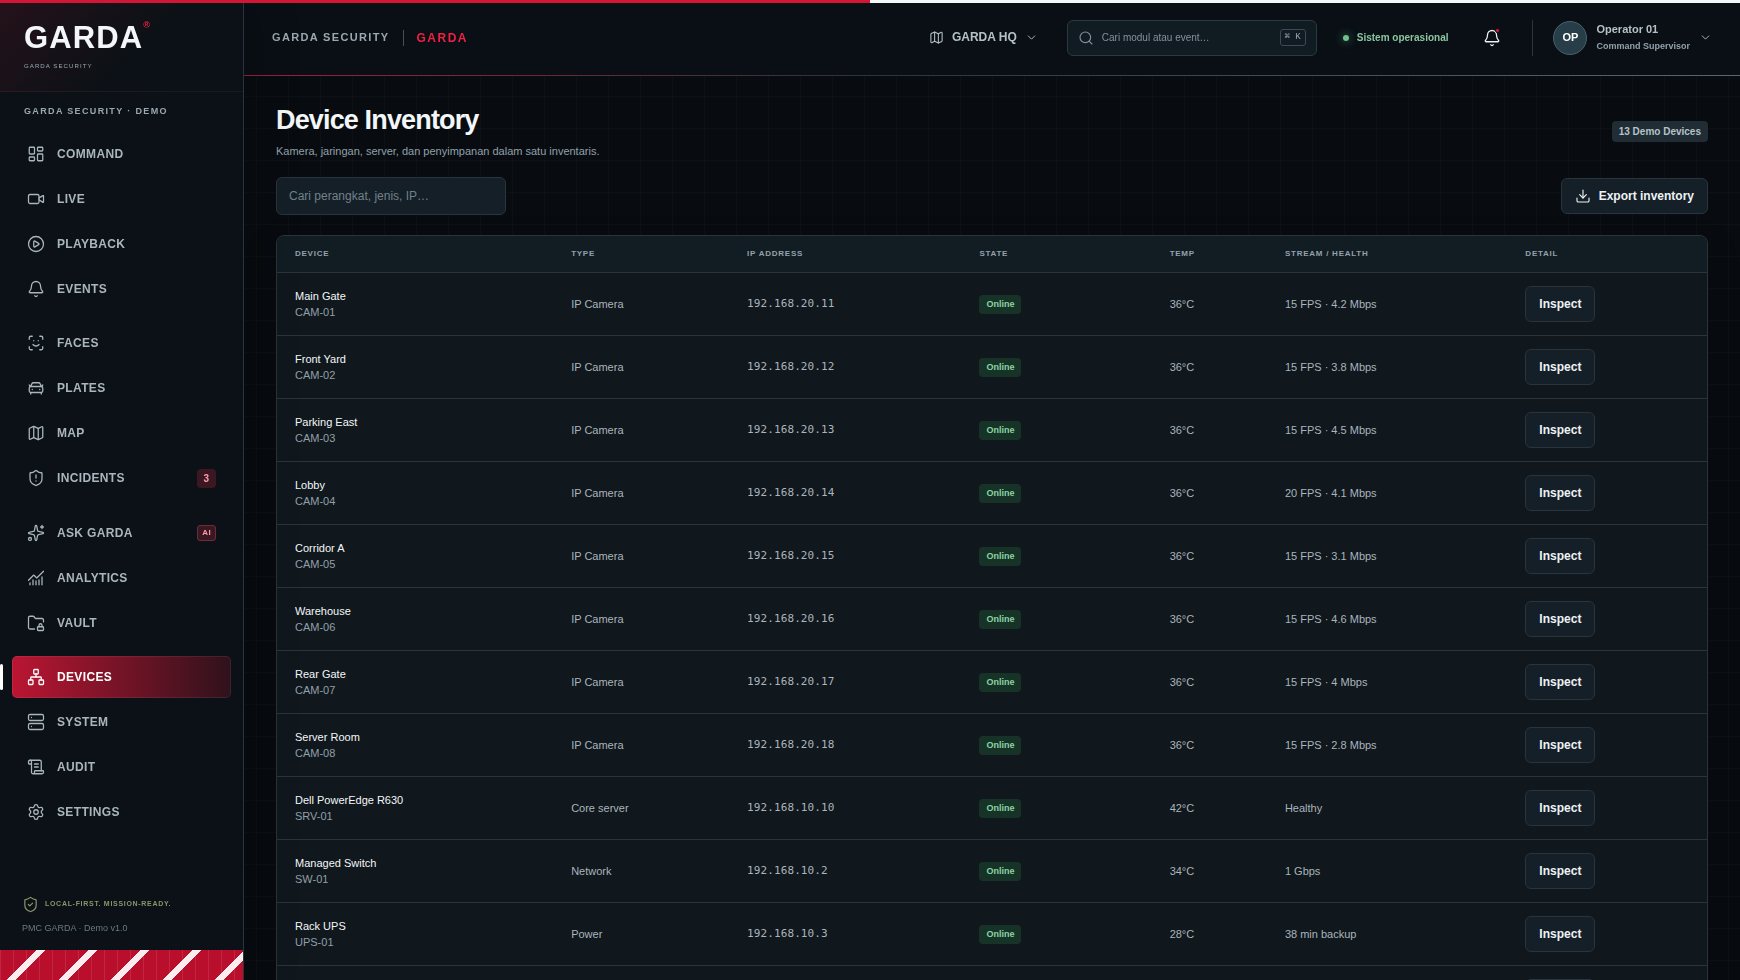 GARDA®
GARDA SECURITY
GARDA SECURITY · DEMO
COMMAND
LIVE
PLAYBACK
EVENTS
FACES
PLATES
MAP
INCIDENTS 3
ASK GARDA AI
ANALYTICS
VAULT
DEVICES
SYSTEM
AUDIT
SETTINGS
LOCAL-FIRST. MISSION-READY.
PMC GARDA · Demo v1.0
GARDA SECURITY GARDA
GARDA HQ
Cari modul atau event… ⌘ K
Sistem operasional
OP
Operator 01
Command Supervisor
Device Inventory
Kamera, jaringan, server, dan penyimpanan dalam satu inventaris.
13 Demo Devices
Cari perangkat, jenis, IP…
Export inventory
DEVICE TYPE IP ADDRESS STATE TEMP STREAM / HEALTH DETAIL
Main Gate
CAM-01 IP Camera 192.168.20.11 Online 36°C 15 FPS · 4.2 Mbps Inspect
Front Yard
CAM-02 IP Camera 192.168.20.12 Online 36°C 15 FPS · 3.8 Mbps Inspect
Parking East
CAM-03 IP Camera 192.168.20.13 Online 36°C 15 FPS · 4.5 Mbps Inspect
Lobby
CAM-04 IP Camera 192.168.20.14 Online 36°C 20 FPS · 4.1 Mbps Inspect
Corridor A
CAM-05 IP Camera 192.168.20.15 Online 36°C 15 FPS · 3.1 Mbps Inspect
Warehouse
CAM-06 IP Camera 192.168.20.16 Online 36°C 15 FPS · 4.6 Mbps Inspect
Rear Gate
CAM-07 IP Camera 192.168.20.17 Online 36°C 15 FPS · 4 Mbps Inspect
Server Room
CAM-08 IP Camera 192.168.20.18 Online 36°C 15 FPS · 2.8 Mbps Inspect
Dell PowerEdge R630
SRV-01 Core server 192.168.10.10 Online 42°C Healthy Inspect
Managed Switch
SW-01 Network 192.168.10.2 Online 34°C 1 Gbps Inspect
Rack UPS
UPS-01 Power 192.168.10.3 Online 28°C 38 min backup Inspect